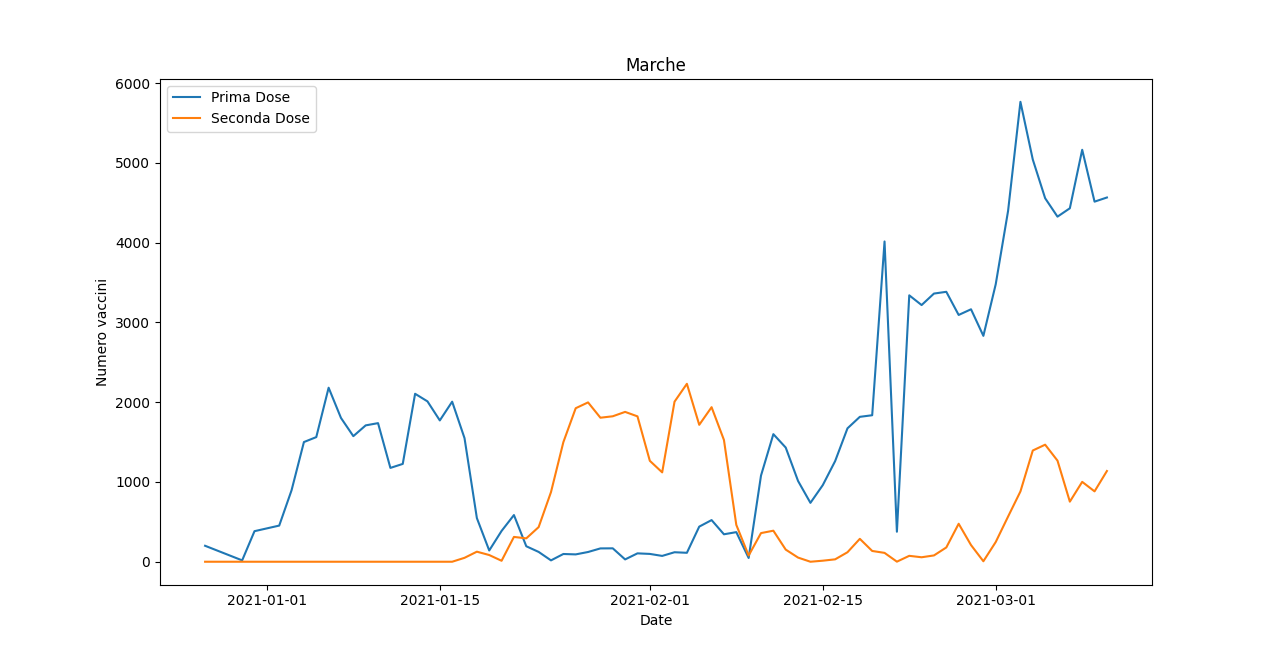 Marche
Prima Dose
Seconda Dose
6000
5000
4000
3000
2000
1000
0
Numero vaccini
2021-01-01
2021-01-15
2021-02-01
2021-02-15
2021-03-01
Date